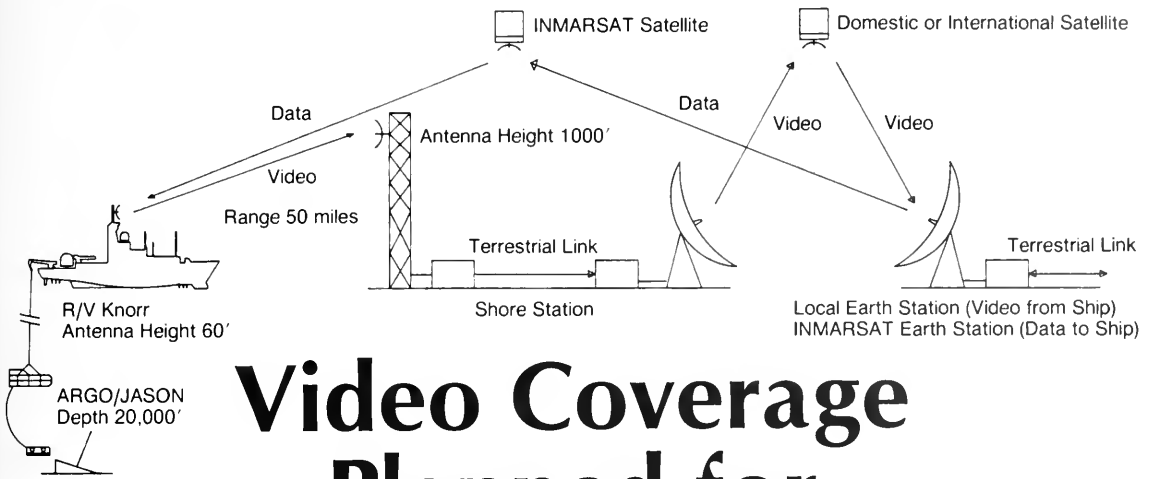 INMARSAT Satellite
Domestic or International Satellite
Data
Data
Video
Video
Antenna Height 1000′
Video
Range 50 miles
Terrestrial Link
Terrestrial Link
R/V Knorr
Antenna Height 60′
Shore Station
Local Earth Station (Video from Ship)
INMARSAT Earth Station (Data to Ship)
ARGO/JASON
Depth 20,000′
Video Coverage
Planned for